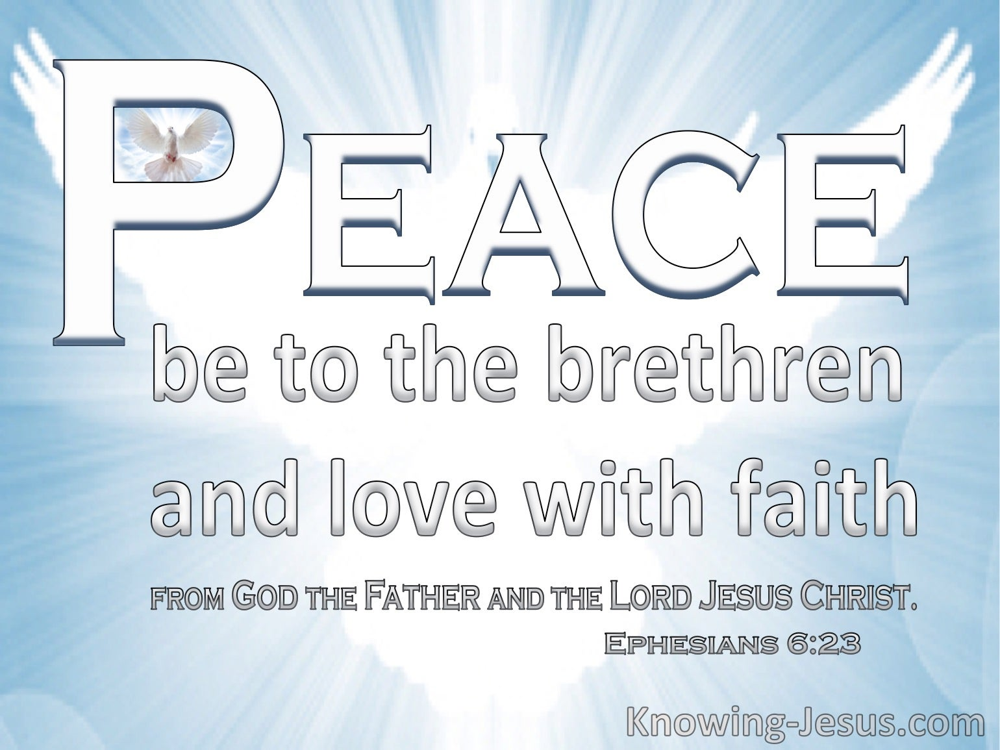 PEACE
be to the brethren
and love with faith
FROM GOD THE FATHER AND THE LORD JESUS CHRIST.
EPHESIANS 6:23
Knowing-Jesus.com